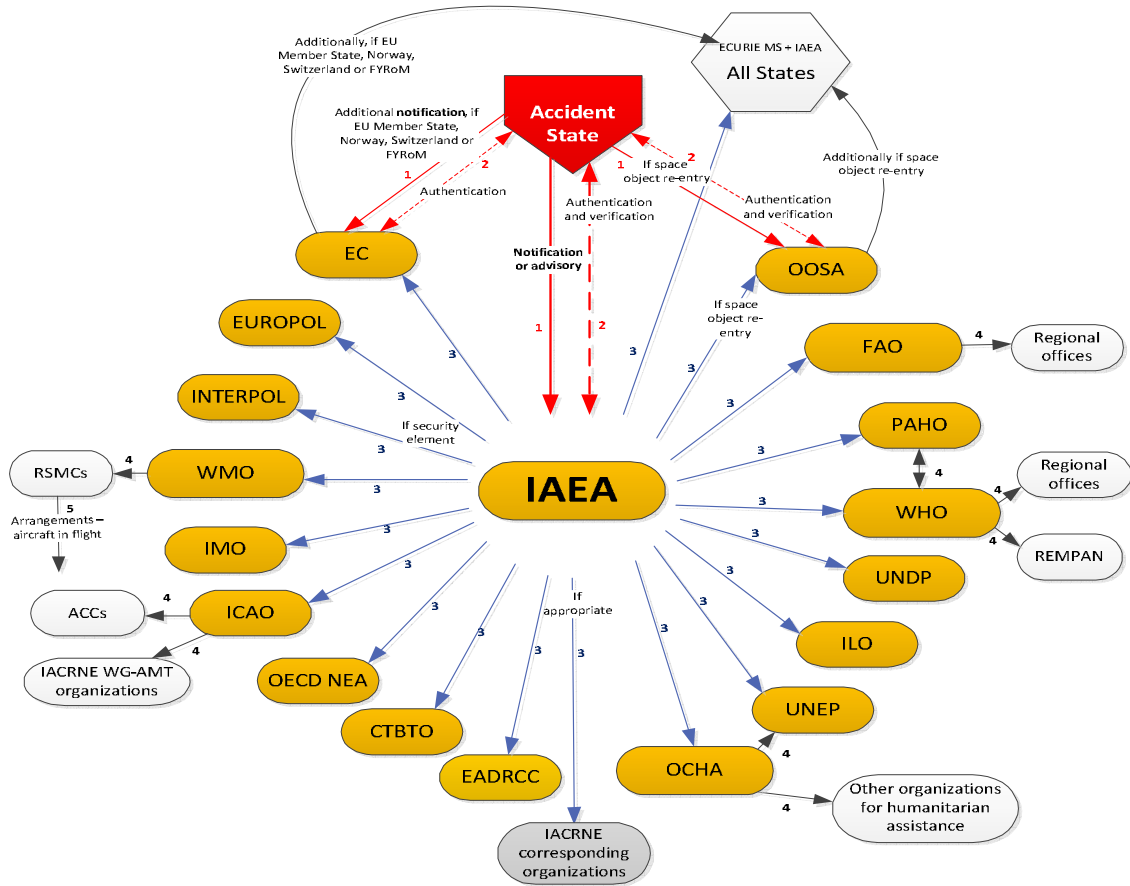 Additionally, if EU
Member State, Norway,
Switzerland or FYRoM
ECURIE MS + IAEA
All States
Accident
State
Additional notification, if
EU Member State,
Norway, Switzerland or
FYRoM
1
2
Authentication
1
2
If space
object re-entry
Additionally if space
object re-entry
Authentication
and verification
Authentication
and verification
Notification
or advisory
1
2
EC
OOSA
If space
object re-
entry
3
3
3
EUROPOL
3
INTERPOL
If security
element
3
FAO
3
4
Regional
offices
PAHO
3
4
RSMCs
4
WMO
3
IAEA
3
WHO
4
Regional
offices
4
REMPAN
5
Arrangements –
aircraft in flight
IMO
3
UNDP
3
ACCs
4
ICAO
3
4
IACRNE WG-AMT
organizations
ILO
3
OECD NEA
3
UNEP
3
CTBTO
3
EADRCC
3
If
appropriate
3
OCHA
3
4
4
Other organizations
for humanitarian
assistance
IACRNE
corresponding
organizations